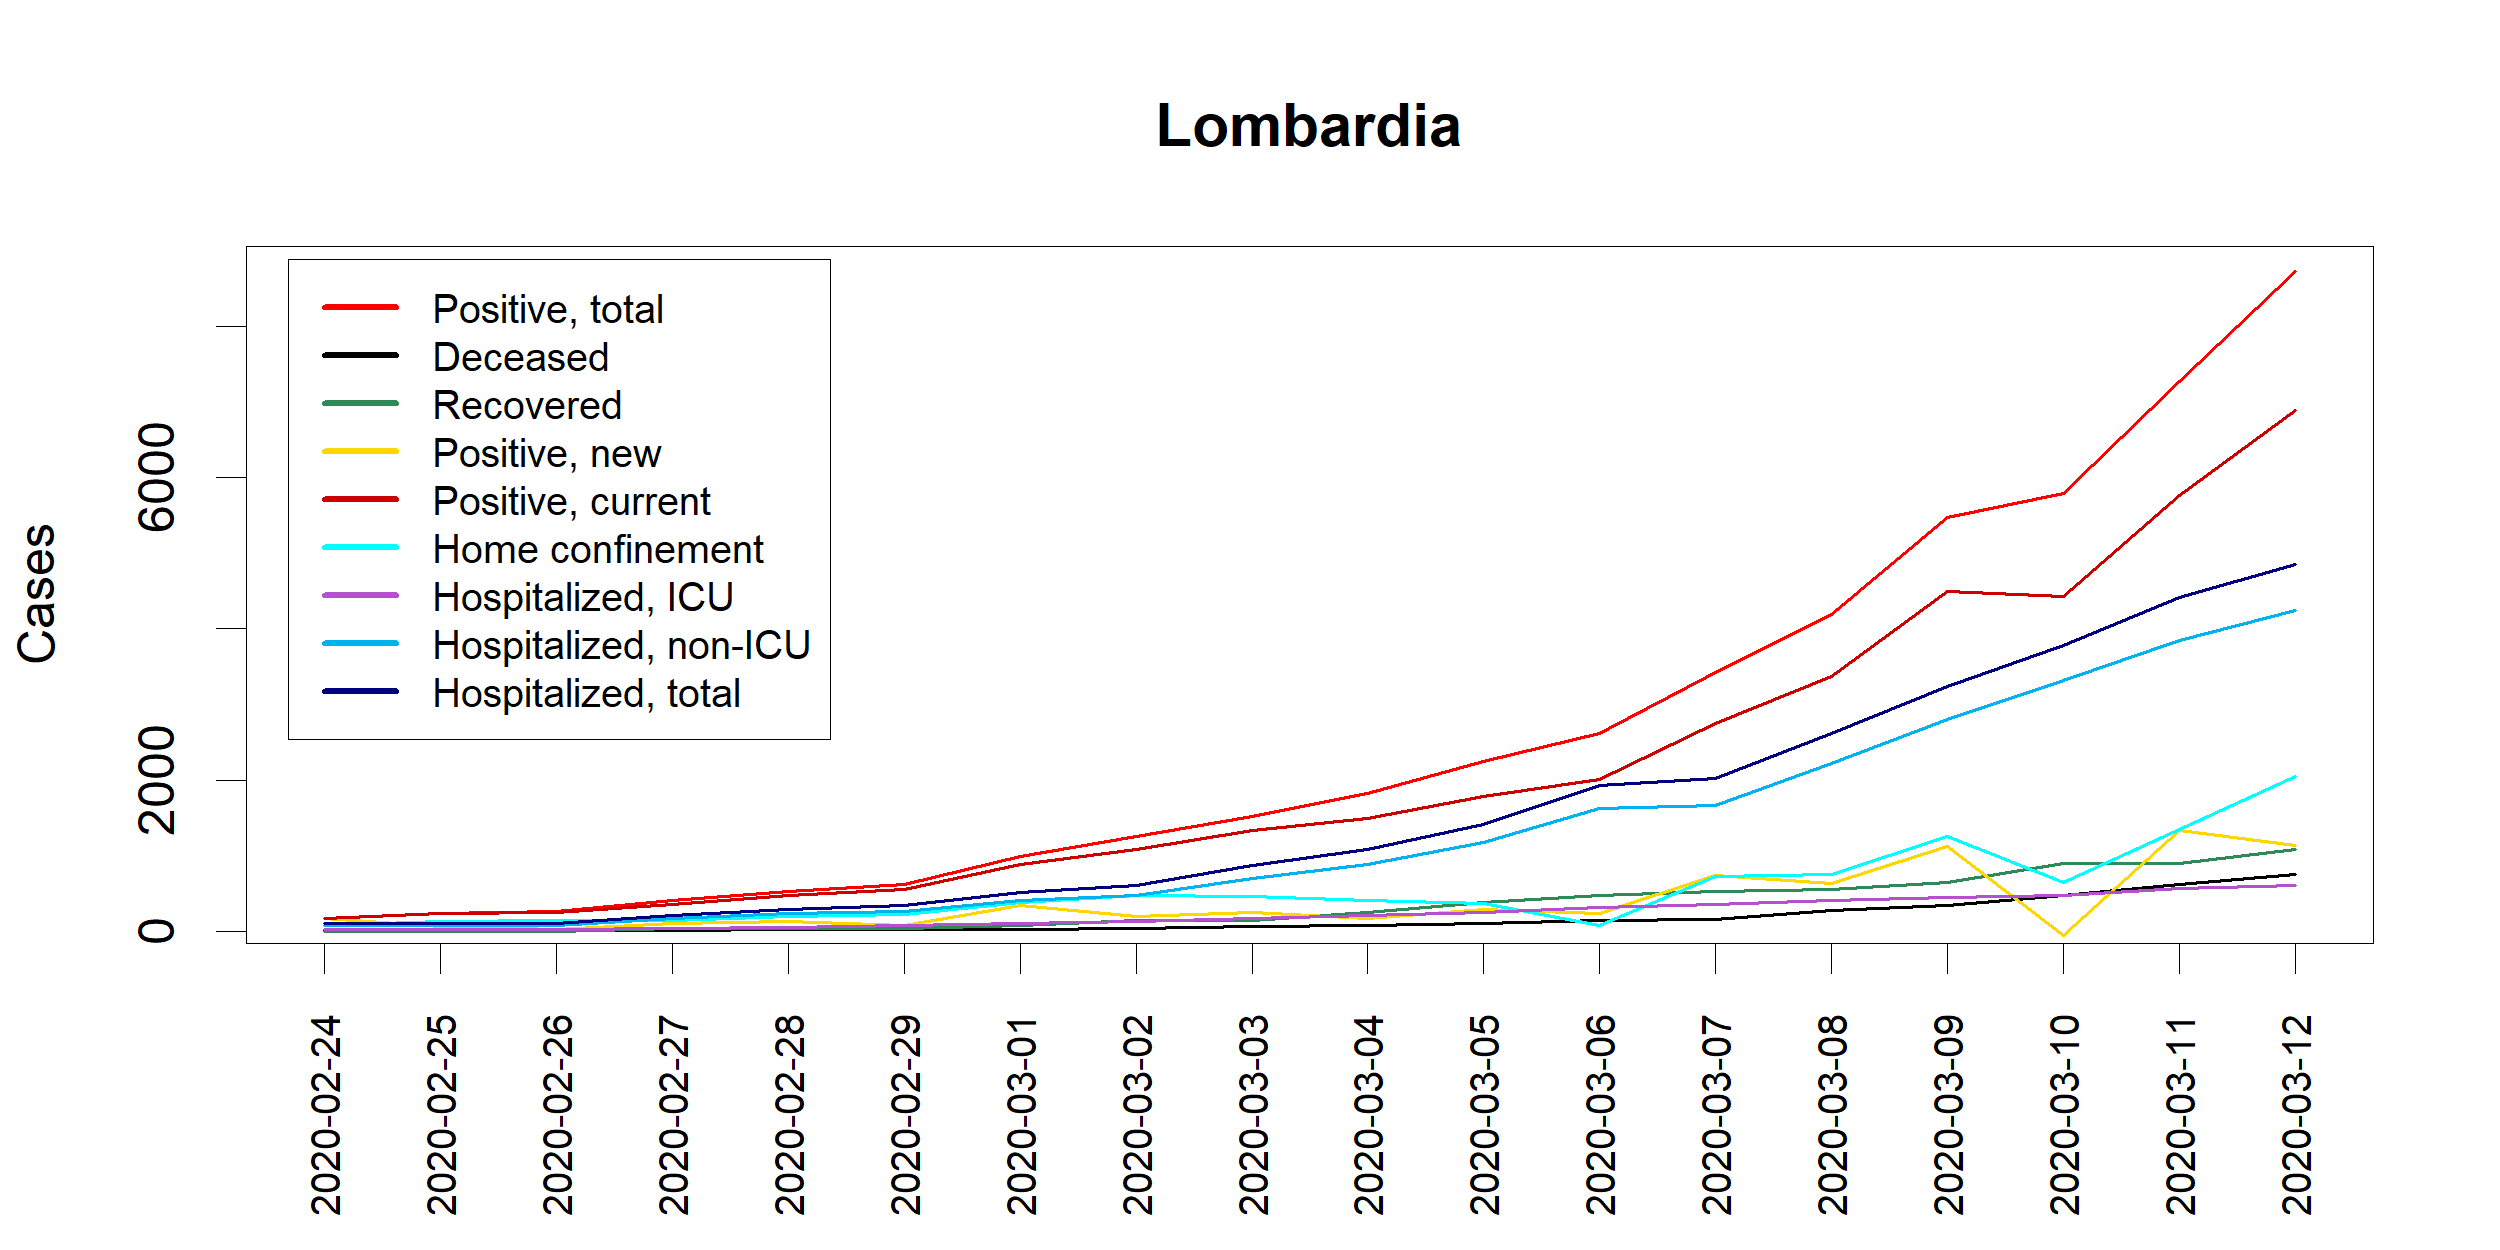 Lombardia
Positive, total
Deceased
Recovered
Positive, new
Positive, current
Home confinement
Hospitalized, ICU
Hospitalized, non-ICU
Hospitalized, total
Cases
6000
2000
0
2020-02-24
2020-02-25
2020-02-26
2020-02-27
2020-02-28
2020-02-29
2020-03-01
2020-03-02
2020-03-03
2020-03-04
2020-03-05
2020-03-06
2020-03-07
2020-03-08
2020-03-09
2020-03-10
2020-03-11
2020-03-12